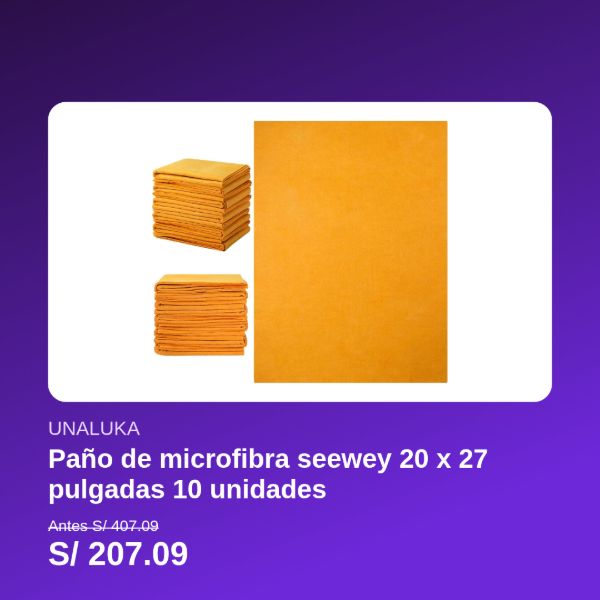 UNALUKA
Paño de microfibra seewey 20 x 27
pulgadas 10 unidades
Antes S/ 407.09
S/ 207.09